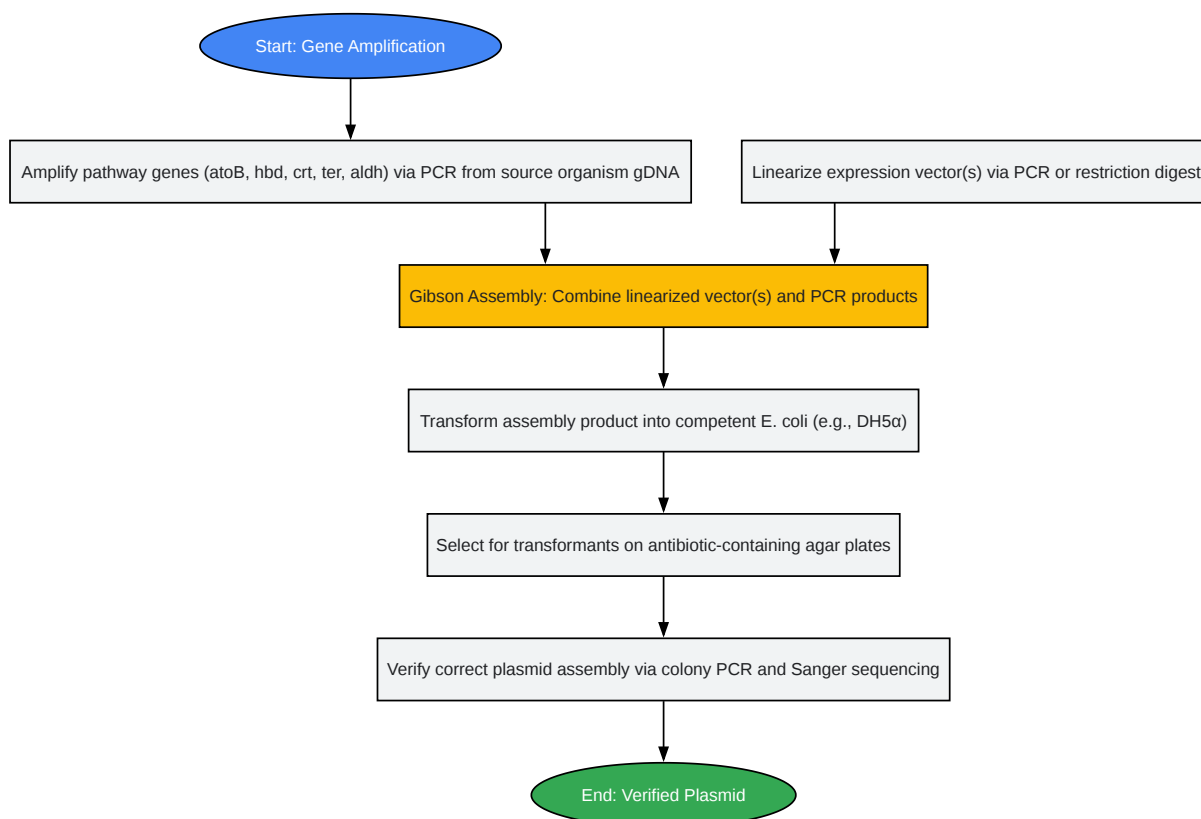 Start: Gene Amplification
Amplify pathway genes (atoB, hbd, crt, ter, aldh) via PCR from source organism gDNA
Linearize expression vector(s) via PCR or restriction digest
Gibson Assembly: Combine linearized vector(s) and PCR products
Transform assembly product into competent E. coli (e.g., DH5α)
Select for transformants on antibiotic-containing agar plates
Verify correct plasmid assembly via colony PCR and Sanger sequencing
End: Verified Plasmid